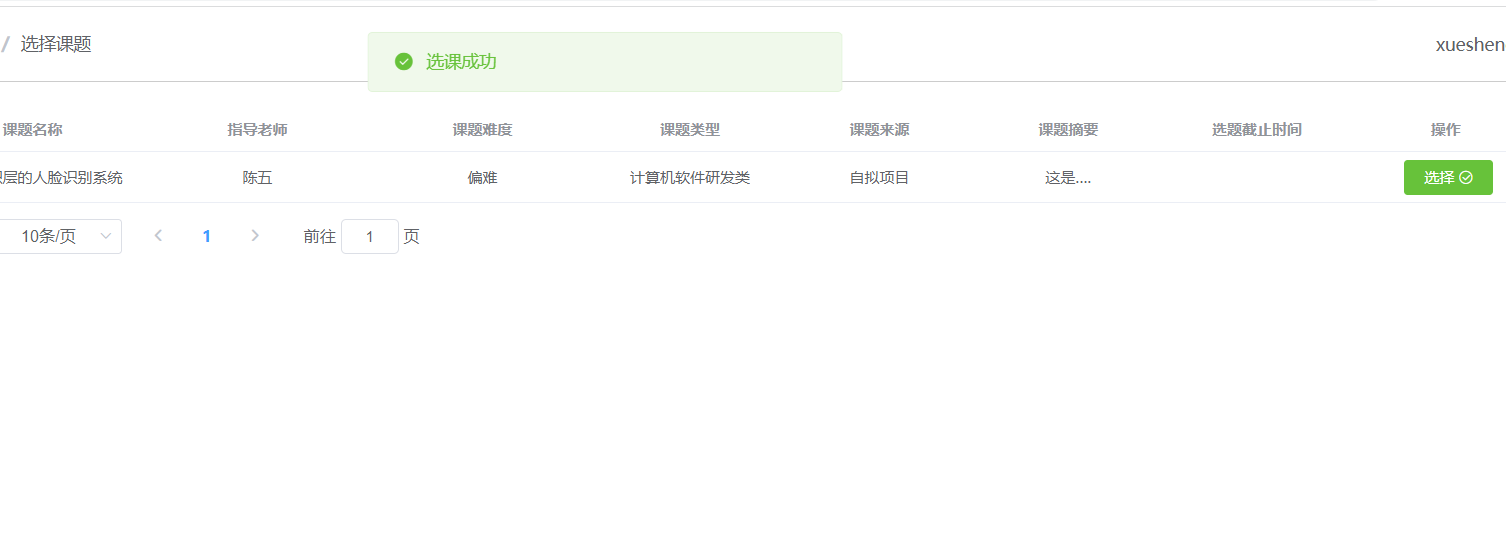 / 选择课题
选课成功
xueshen
课题名称 指导老师 课题难度 课题类型 课题来源 课题摘要 选题截止时间 操作
层的人脸识别系统 陈五 偏难 计算机软件研发类 自拟项目 这是.... 选择
10条/页 1 前往 1 页